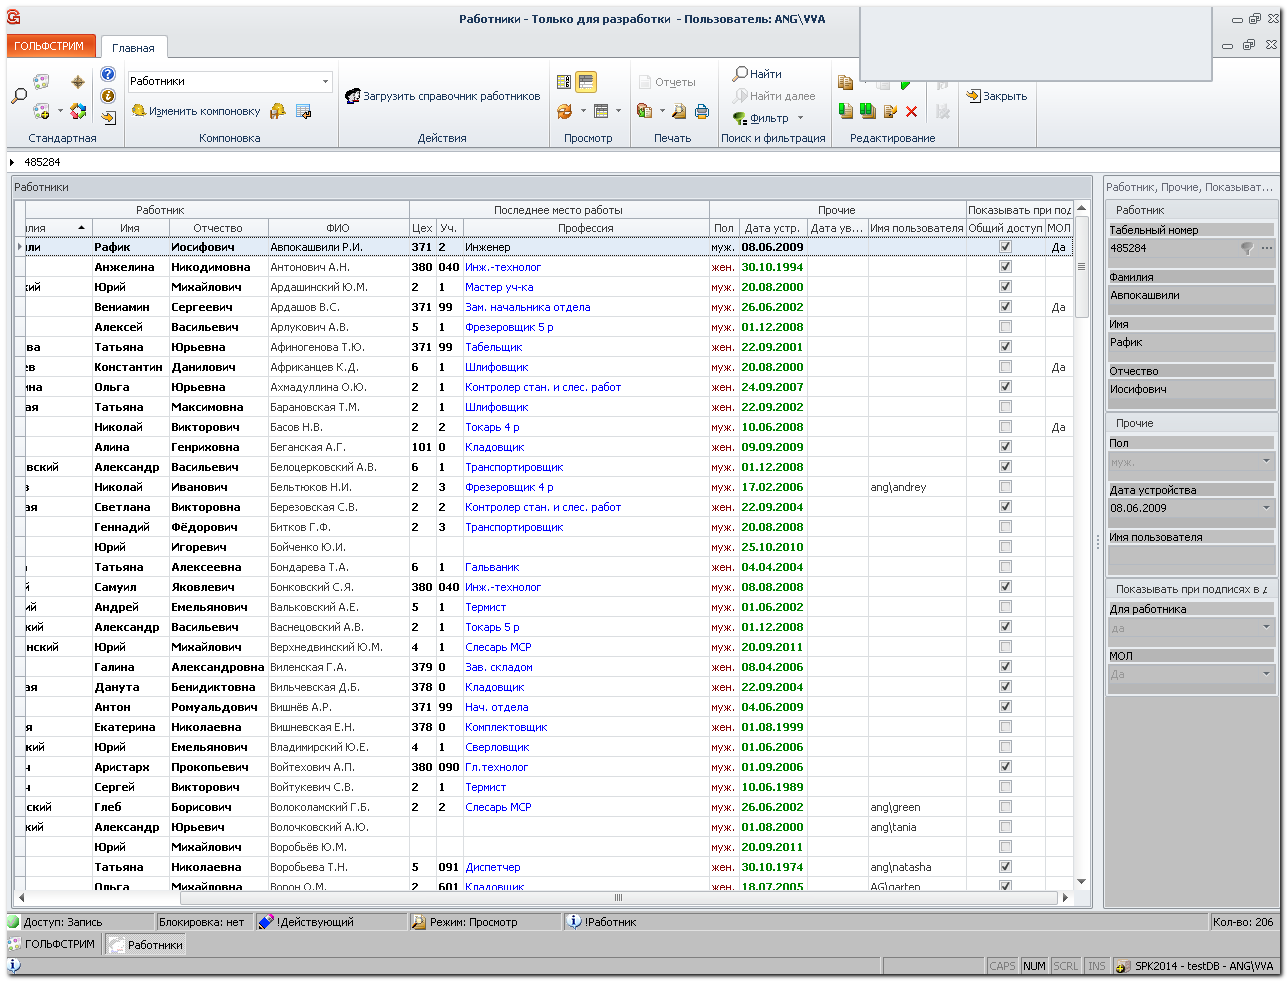 Работники - Только для разработки - Пользователь: ANG\VVA
ГОЛЬФСТРИМ Главная
Работники
Изменить компоновку
Загрузить справочник работников
Отчеты
Найти
Найти далее
Фильтр
Закрыть
Стандартная Компоновка Действия Просмотр Печать Поиск и фильтрация Редактирование
485284
Работники
Работник Последнее место работы Прочие Показывать при под
лия Имя Отчество ФИО Цех Уч. Профессия Пол Дата устр. Дата ув... Имя пользователя Общий доступ МОЛ
ли Рафик Иосифович Авпокашвили Р.И. 371 2 Инженер муж. 08.06.2009 Да
Анжелина Никодимовна Антонович А.Н. 380 040 Инж.-технолог жен. 30.10.1994
кий Юрий Михайлович Ардашинский Ю.М. 2 1 Мастер уч-ка муж. 20.08.2000
Вениамин Сергеевич Ардашов В.С. 371 99 Зам. начальника отдела муж. 26.06.2002 Да
Алексей Васильевич Арлукович А.В. 5 1 Фрезеровщик 5 р муж. 01.12.2008
ва Татьяна Юрьевна Афиногенова Т.Ю. 371 99 Табельщик жен. 22.09.2001
ев Константин Данилович Африканцев К.Д. 6 1 Шлифовщик муж. 20.08.2000 Да
ина Ольга Юрьевна Ахмадуллина О.Ю. 2 1 Контролер стан. и слес. работ жен. 24.09.2007
ая Татьяна Максимовна Барановская Т.М. 2 1 Шлифовщик жен. 22.09.2002
Николай Викторович Басов Н.В. 2 2 Токарь 4 р муж. 10.06.2008 Да
Алина Генриховна Беганская А.Г. 101 0 Кладовщик жен. 09.09.2009
вский Александр Васильевич Белоцерковский А.В. 6 1 Транспортировщик муж. 01.12.2008
в Николай Иванович Бельтюков Н.И. 2 3 Фрезеровщик 4 р муж. 17.02.2006 ang\andrey
ая Светлана Викторовна Березовская С.В. 2 2 Контролер стан. и слес. работ жен. 22.09.2004
Геннадий Фёдорович Битков Г.Ф. 2 3 Транспортировщик муж. 20.08.2008
Юрий Игоревич Бойченко Ю.И. муж. 25.10.2010
Татьяна Алексеевна Бондарева Т.А. 6 1 Гальваник жен. 04.04.2004
й Самуил Яковлевич Бонковский С.Я. 380 040 Инж.-технолог муж. 08.08.2008
ий Андрей Емельянович Вальковский А.Е. 5 1 Термист муж. 01.06.2002
кий Александр Васильевич Васнецовский А.В. 2 1 Токарь 5 р муж. 01.12.2008
нский Юрий Михайлович Верхнедвинский Ю.М. 4 1 Слесарь МСР муж. 20.09.2011
Галина Александровна Виленская Г.А. 379 0 Зав. складом жен. 08.04.2006
ая Данута Бенидиктовна Вильчевская Д.Б. 378 0 Кладовщик жен. 22.09.2004
Антон Ромуальдович Вишнёв А.Р. 371 99 Нач. отдела муж. 04.06.2009
я Екатерина Николаевна Вишневская Е.Н. 378 0 Комплектовщик жен. 01.08.1999
кий Юрий Емельянович Владимирский Ю.Е. 4 1 Сверловщик муж. 01.06.2006
ч Аристарх Прокопьевич Войтехович А.П. 380 090 Гл.технолог муж. 01.09.2006
ч Сергей Викторович Войтукевич С.В. 2 1 Термист муж. 10.06.1989
ский Глеб Борисович Волоколамский Г.Б. 2 2 Слесарь МСР муж. 26.06.2002 ang\green
кий Александр Юрьевич Волочковский А.Ю. муж. 01.08.2000 ang\tania
Юрий Михайлович Воробьёв Ю.М. муж. 20.09.2011
Татьяна Николаевна Воробьева Т.Н. 5 091 Диспетчер жен. 30.10.1974 ang\natasha
Ольга Михайловна Ворон О.М. 2 601 Кладовщик жен. 18.07.2005 AG\garten
Работник, Прочие, Показыват...
Работник
Табельный номер
485284
Фамилия
Авпокашвили
Имя
Рафик
Отчество
Иосифович
Прочие
Пол
муж.
Дата устройства
08.06.2009
Имя пользователя
Показывать при подписях в д
Для работника
да
МОЛ
Да
Доступ: Запись Блокировка: нет !Действующий Режим: Просмотр !Работник Кол-во: 206
ГОЛЬФСТРИМ Работники
CAPS NUM SCRL INS SPK2014 - testDB - ANG\VVA